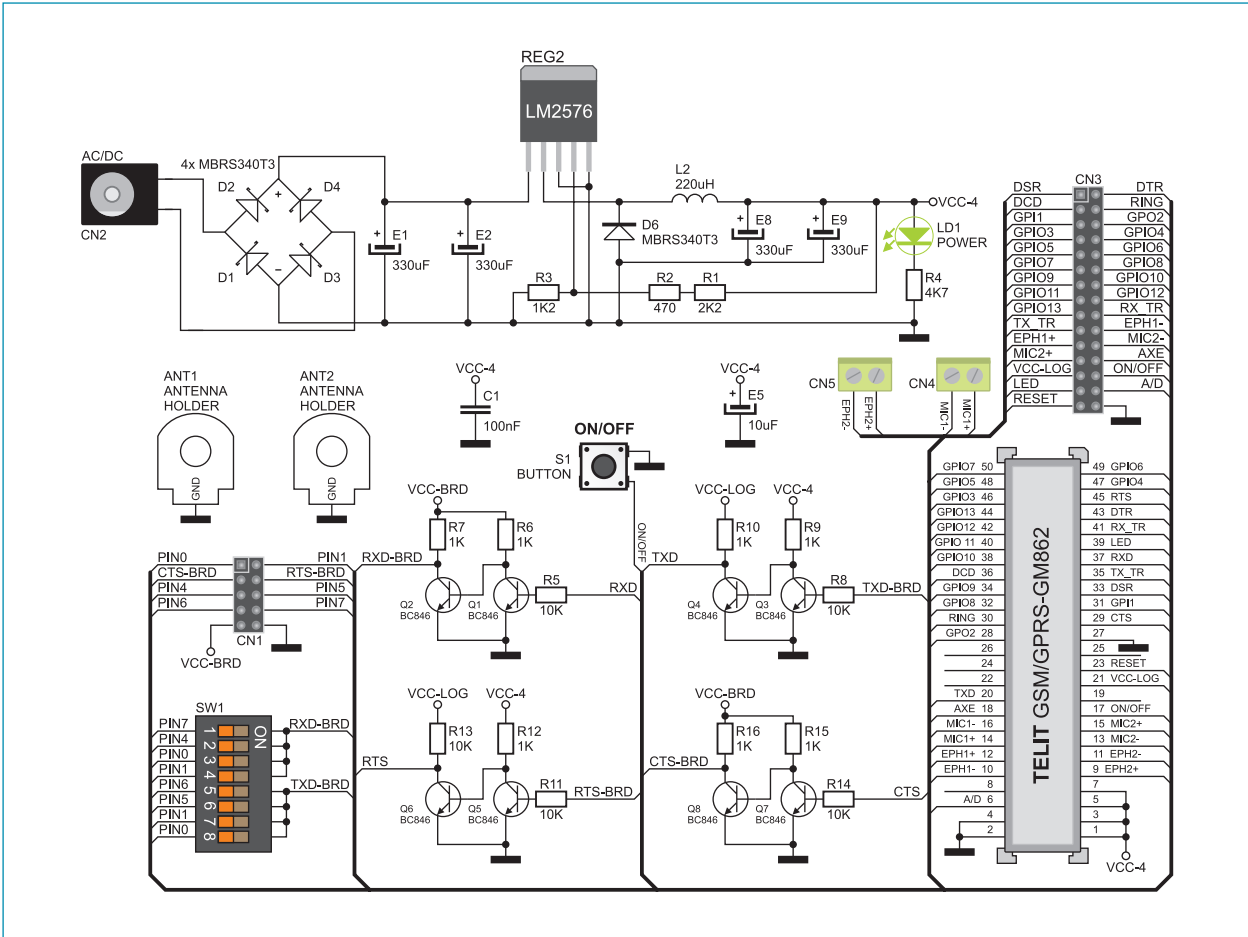 REG2
LM2576
AC/DC
4x MBRS340T3
D2
D4
+
-
D1
D3
CN2
+
E1
330uF
+
E2
330uF
L2
220uH
D6
MBRS340T3
+
E8
330uF
+
E9
330uF
VCC-4
LD1
POWER
R4
4K7
R3
1K2
R2
470
R1
2K2
CN3
DSR
DTR
DCD
RING
GPI1
GPO2
GPIO3
GPIO4
GPIO5
GPIO6
GPIO7
GPIO8
GPIO9
GPIO10
GPIO11
GPIO12
GPIO13
RX_TR
TX_TR
EPH1-
EPH1+
MIC2-
MIC2+
AXE
VCC-LOG
ON/OFF
LED
A/D
RESET
ANT1
ANTENNA
HOLDER
GND
ANT2
ANTENNA
HOLDER
GND
VCC-4
C1
100nF
VCC-4
+
E5
10uF
CN5
EPH2-
EPH2+
CN4
MIC1-
MIC1+
ON/OFF
S1
BUTTON
ON/OFF
VCC-BRD
R7
1K
R6
1K
RXD-BRD
R5
10K
RXD
Q2
BC846
Q1
BC846
VCC-LOG
VCC-4
R10
1K
R9
1K
TXD
R8
10K
TXD-BRD
Q4
BC846
Q3
BC846
PIN0
PIN1
CTS-BRD
RTS-BRD
PIN4
PIN5
PIN6
PIN7
CN1
VCC-BRD
SW1
ON
PIN7
1
RXD-BRD
PIN4
2
PIN0
3
PIN1
4
PIN6
5
TXD-BRD
PIN5
6
PIN1
7
PIN0
8
VCC-LOG
VCC-4
R13
10K
R12
1K
RTS
R11
10K
RTS-BRD
Q6
BC846
Q5
BC846
VCC-BRD
R16
1K
R15
1K
CTS-BRD
R14
10K
CTS
Q8
BC846
Q7
BC846
TELIT GSM/GPRS-GM862
GPIO7 50
49 GPIO6
GPIO5 48
47 GPIO4
GPIO3 46
45 RTS
GPIO13 44
43 DTR
GPIO12 42
41 RX_TR
GPIO 11 40
39 LED
GPIO10 38
37 RXD
DCD 36
35 TX_TR
GPIO9 34
33 DSR
GPIO8 32
31 GPI1
RING 30
29 CTS
GPO2 28
27
26
25
24
23 RESET
22
21 VCC-LOG
TXD 20
19
AXE 18
17 ON/OFF
MIC1- 16
15 MIC2+
MIC1+ 14
13 MIC2-
EPH1+ 12
11 EPH2-
EPH1- 10
9 EPH2+
8
7
A/D 6
5
4
3
2
1
VCC-4